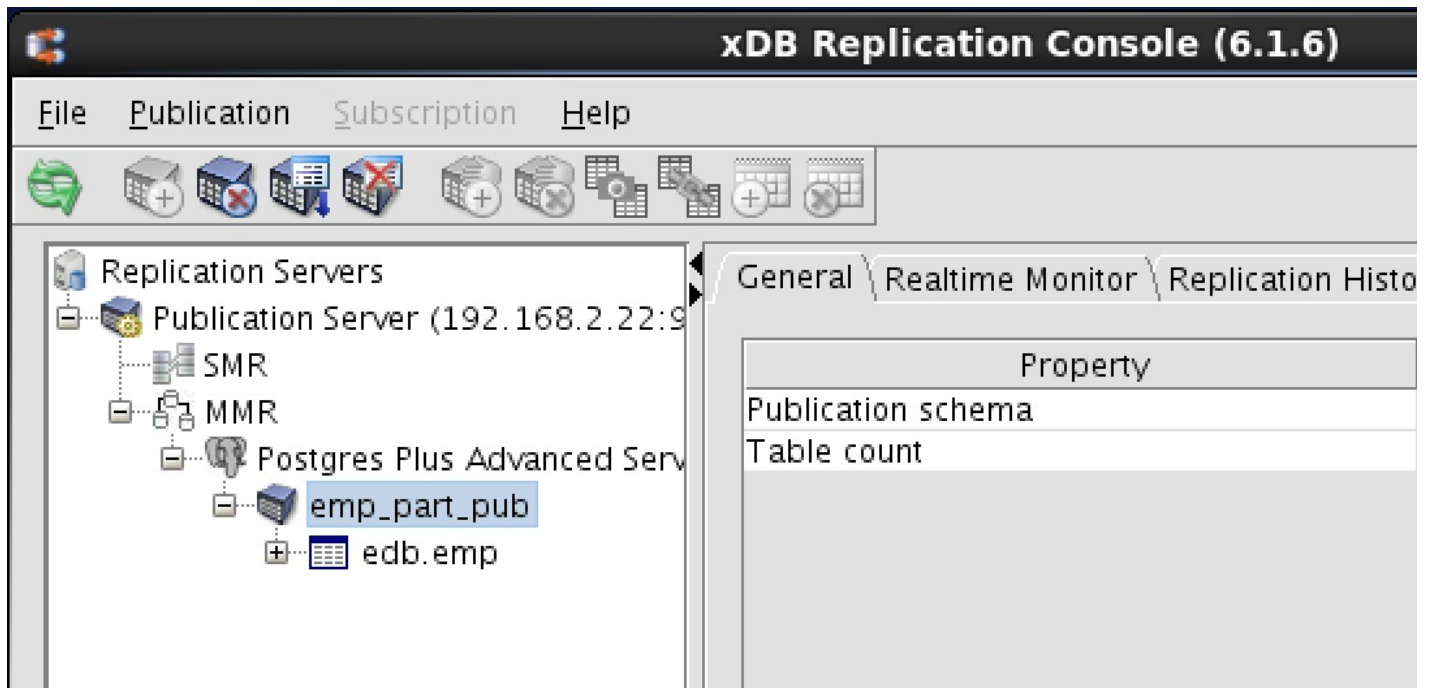 xDB Replication Console (6.1.6)
File Publication Subscription Help
Replication Servers
Publication Server (192.168.2.22:9
SMR
MMR
Postgres Plus Advanced Serv
emp_part_pub
edb.emp
General Realtime Monitor Replication Histo
Property
Publication schema
Table count